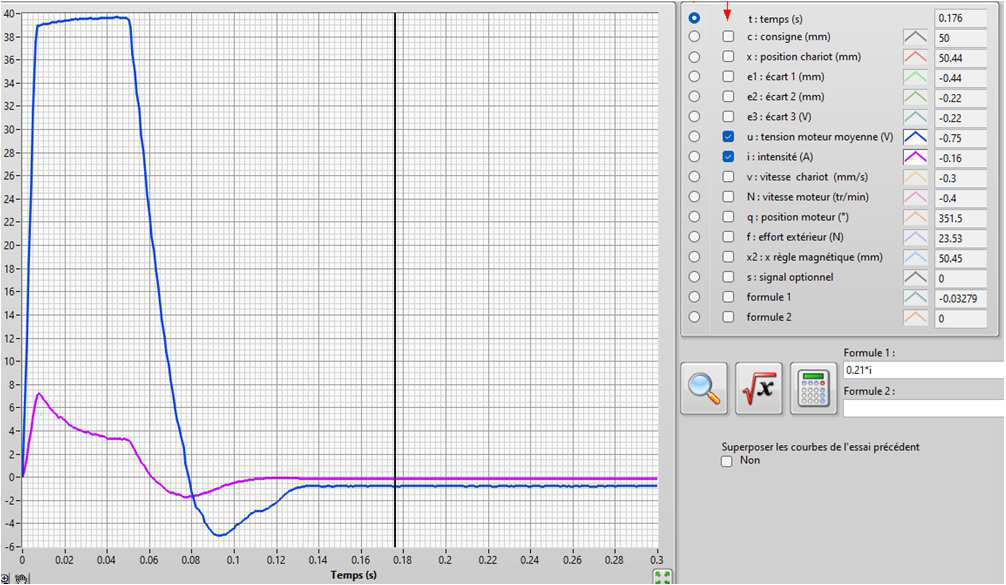 40
38
36
34
32
30
28
26
24
22
20
18
16
14
12
10
8
6
4
2
0
-2
-4
-6
0 0.02 0.04 0.06 0.08 0.1 0.12 0.14 0.16 0.18 0.2 0.22 0.24 0.26 0.28 0.3
Temps (s)
t : temps (s) 0.176
c : consigne (mm) 50
x : position chariot (mm) 50.44
e1 : écart 1 (mm) -0.44
e2 : écart 2 (mm) -0.22
e3 : écart 3 (V) -0.22
u : tension moteur moyenne (V) -0.75
i : intensité (A) -0.16
v : vitesse chariot (mm/s) -0.3
N : vitesse moteur (tr/min) -0.4
q : position moteur (°) 351.5
f : effort extérieur (N) 23.53
x2 : x règle magnétique (mm) 50.45
s : signal optionnel 0
formule 1 -0.03279
formule 2 0
Formule 1 :
0.21*i
Formule 2 :
Superposer les courbes de l'essai précédent
Non